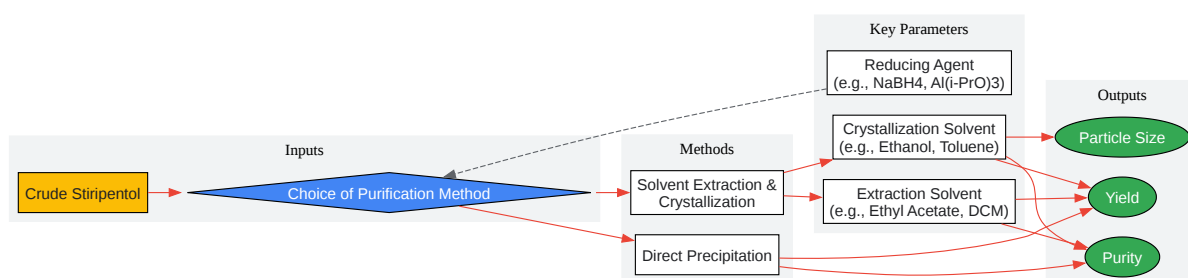 Key Parameters
Reducing Agent
(e.g., NaBH4, Al(i-PrO)3)
Outputs
Crystallization Solvent
(e.g., Ethanol, Toluene)
Particle Size
Inputs
Methods
Crude Stiripentol
Choice of Purification Method
Solvent Extraction &
Crystallization
Extraction Solvent
(e.g., Ethyl Acetate, DCM)
Yield
Direct Precipitation
Purity